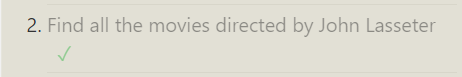 2. Find all the movies directed by John Lasseter
✓